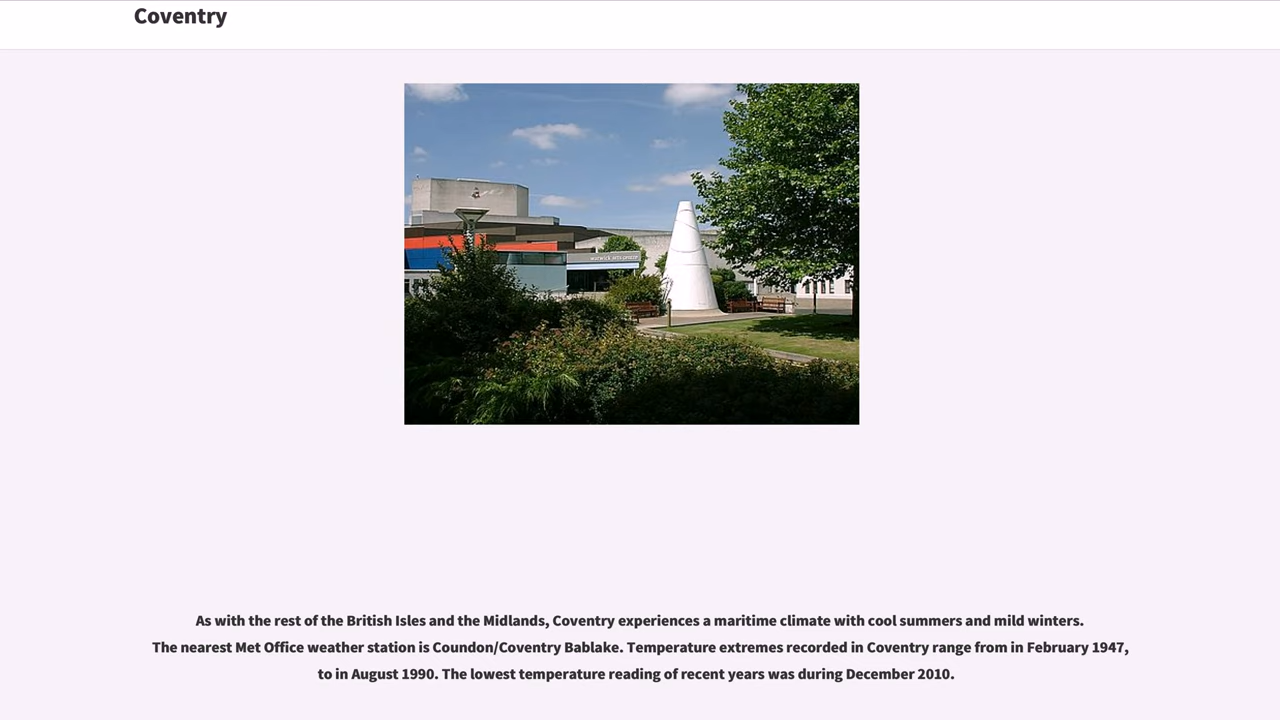 Coventry
warwick arts centre
As with the rest of the British Isles and the Midlands, Coventry experiences a maritime climate with cool summers and mild winters.
The nearest Met Office weather station is Coundon/Coventry Bablake. Temperature extremes recorded in Coventry range from in February 1947,
to in August 1990. The lowest temperature reading of recent years was during December 2010.